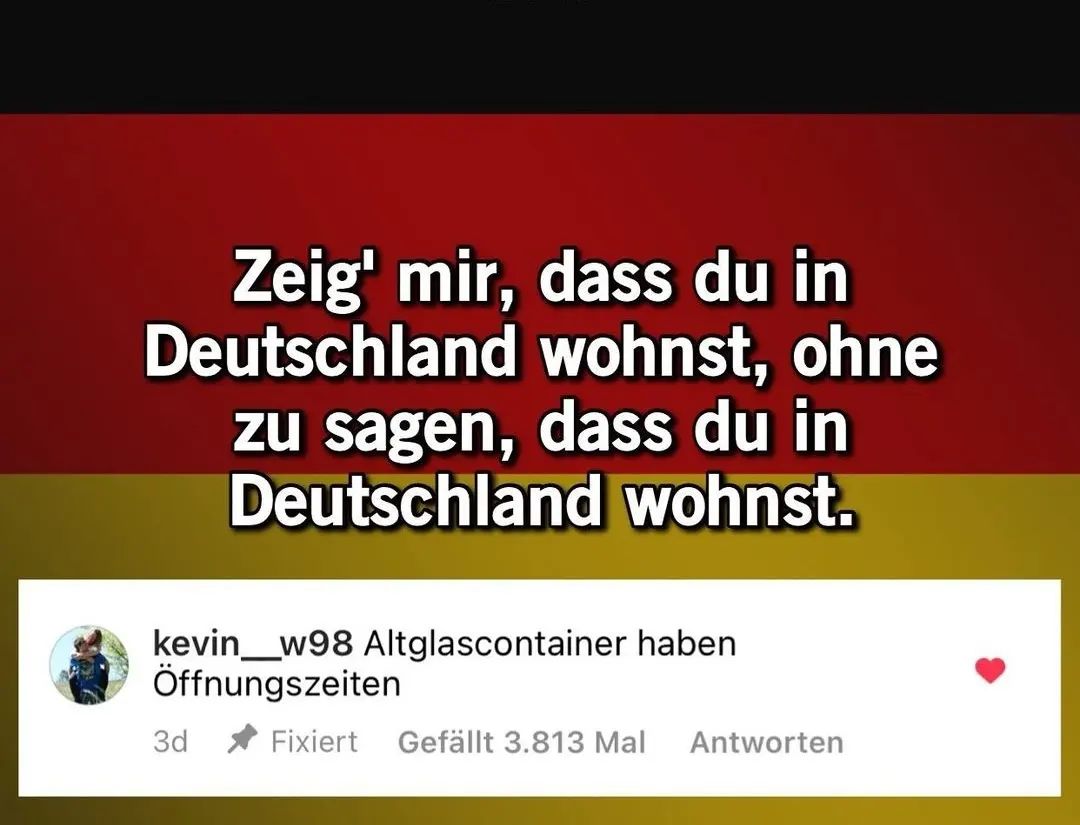 Zeig' mir, dass du in
Deutschland wohnst, ohne
zu sagen, dass du in
Deutschland wohnst.
kevin__w98 Altglascontainer haben
Öffnungszeiten
3d Fixiert Gefällt 3.813 Mal Antworten